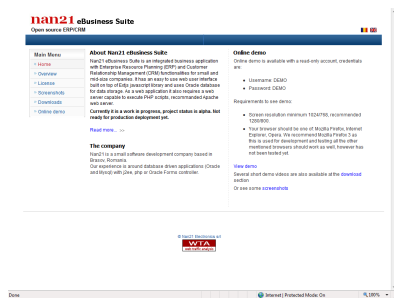 nan21 eBusiness Suite
Open source ERP/CRM
Main Menu
Home
Overview
License
Screenshots
Downloads
Online demo
About Nan21 eBusiness Suite
Nan21 eBusiness Suite is an integrated business application
with Enterprise Resource Planning (ERP) and Customer
Relationship Management (CRM) functionalities for small and
mid-size companies. It has an easy to use web user interface
built on top of Extjs javascript library and uses Oracle database
for data storage. As a web application it also requires a web
server capable to execute PHP scripts, recommended Apache
web server.
Currently it is a work in progress, project status is alpha. Not
ready for production deployment yet.
Read more... >>
The company
Nan21 is a small software development company based in
Brasov, Romania.
Our experience is around database driven applications (Oracle
and Mysql) with j2ee, php or Oracle Forms controller.
Online demo
Online demo is available with a read-only account, credentials
are:
Username: DEMO
Password: DEMO
Requirements to see demo:
Screen resolution minimum 1024/768, recommended
1280/800.
Your browser should be one of Mozilla Firefox, Internet
Explorer, Opera. We recommend Mozilla Firefox 3 as
this is used for development and testing all the other
mentioned browsers should work as well, however has
not been tested yet.
View demo
Several short demo videos are also available at the download
section
Or see some screenshots
© Nan21 Electronics srl
WTA
web traffic analysis
Done
Internet | Protected Mode: On
100%